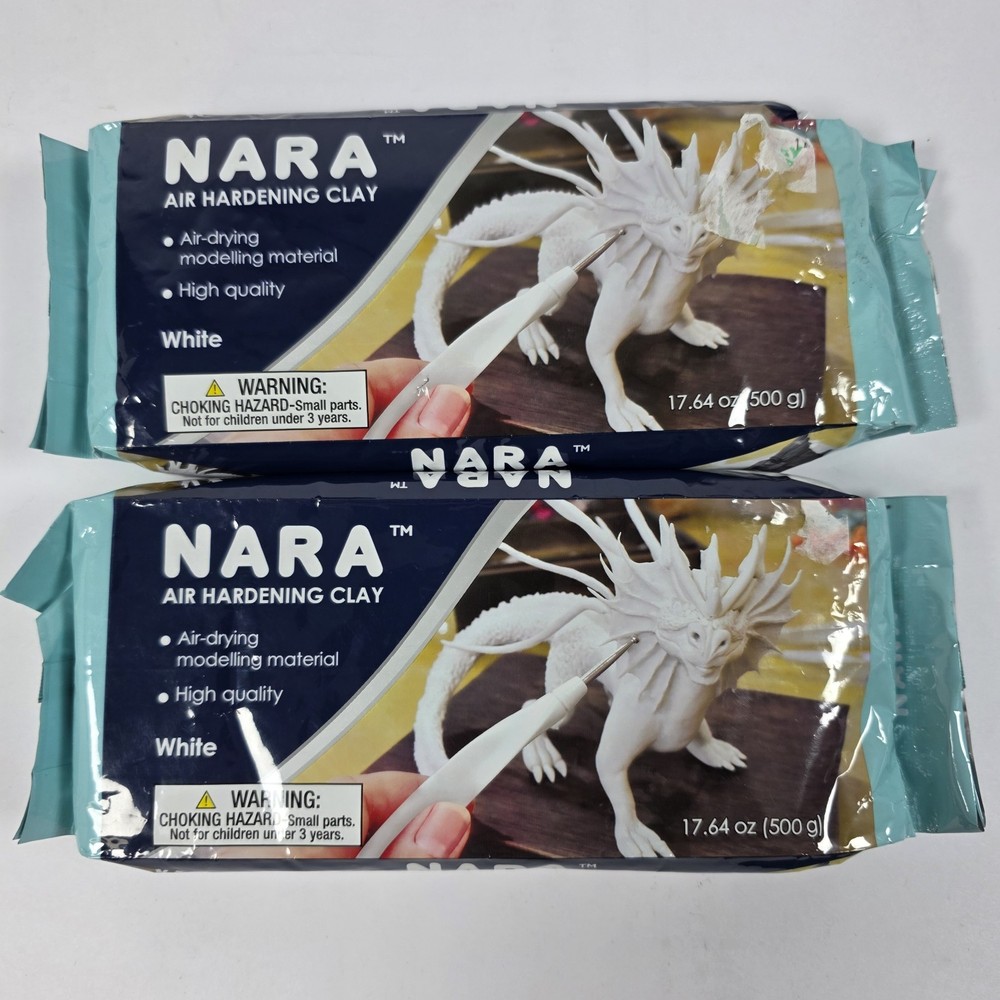 NARA™
AIR HARDENING CLAY
• Air-drying
modelling material
• High quality
White
⚠ WARNING:
CHOKING HAZARD-Small parts.
Not for children under 3 years.
17.64 oz (500 g)
NARA™
NARA™
NARA™
AIR HARDENING CLAY
• Air-drying
modelling material
• High quality
White
⚠ WARNING:
CHOKING HAZARD-Small parts.
Not for children under 3 years.
17.64 oz (500 g)
NARA™